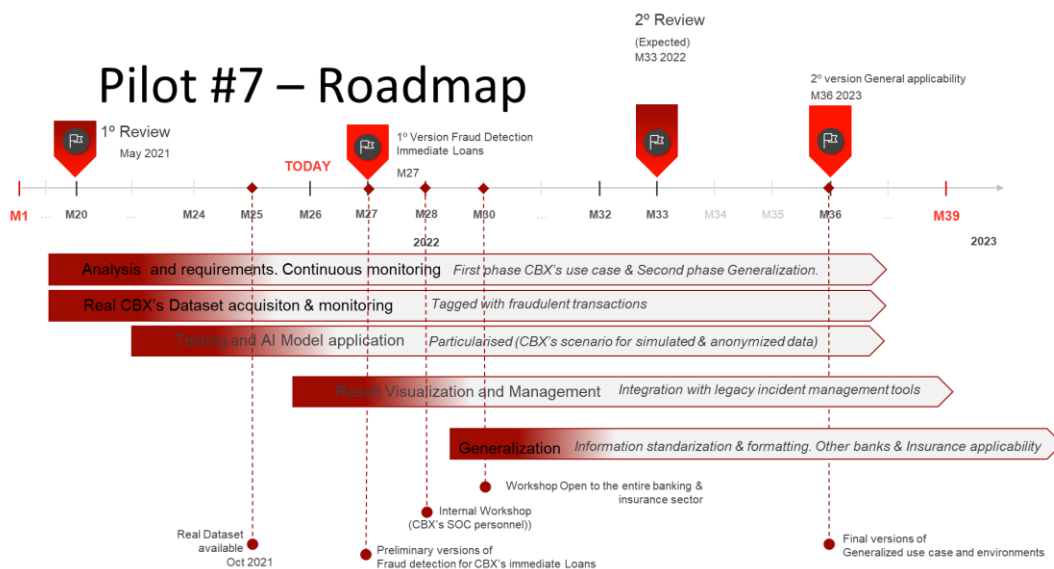 2º Review
(Expected)
M33 2022
Pilot #7 – Roadmap
2º version General applicability
M36 2023
1º Review
May 2021
1º Version Fraud Detection
Immediate Loans
M27
TODAY
M1 ... M20 ... M24 M25 M26 M27 M28 M30 ... M32 M33 M34 M35 M36 ... M39
2022 2023
Analysis and requirements. Continuous monitoring First phase CBX's use case & Second phase Generalization.
Real CBX's Dataset acquisiton & monitoring Tagged with fraudulent transactions
Testing and AI Model application Particularised (CBX's scenario for simulated & anonymized data)
Result Visualization and Management Integration with legacy incident management tools
Generalization Information standarization & formatting. Other banks & Insurance applicability
Workshop Open to the entire banking &
insurance sector
Internal Workshop
(CBX's SOC personnel))
Real Dataset
available
Oct 2021
Preliminary versions of
Fraud detection for CBX's immediate Loans
Final versions of
Generalized use case and environments